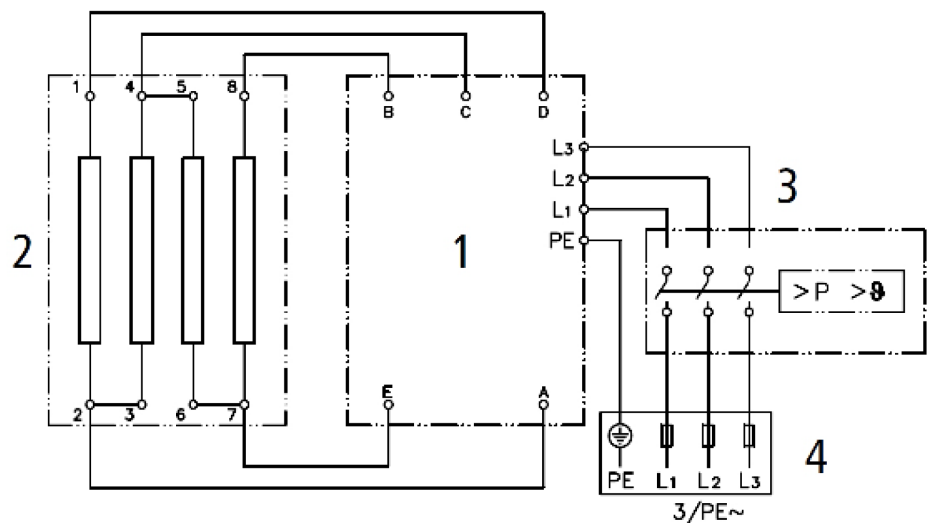 1 4 5 8
B C D
L3
L2
3
L1
2
1
PE
>P >ϑ
E A
2 3 6 7
4
PE L1 L2 L3
3/PE~